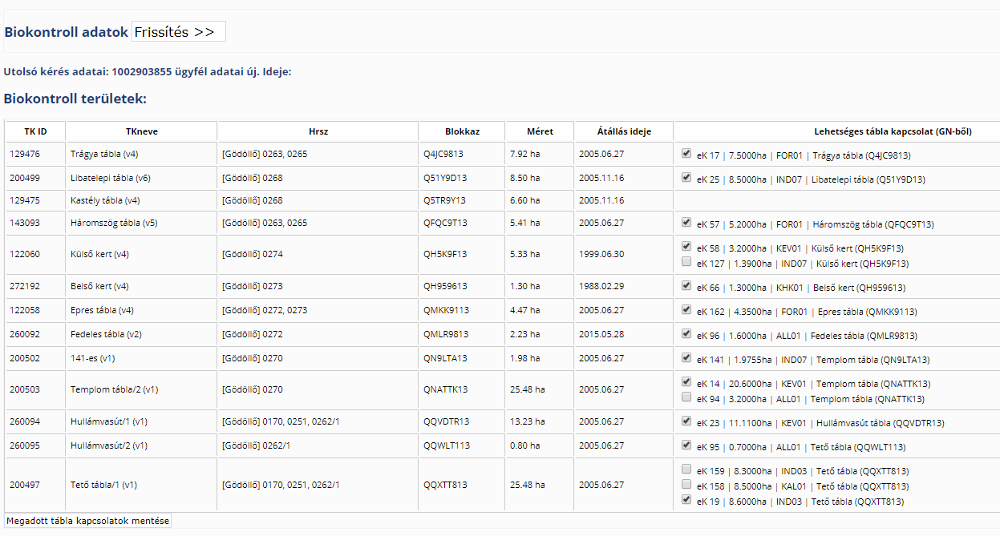 Biokontroll adatok Frissítés >>
Utolsó kérés adatai: 1002903855 ügyfél adatai új. Ideje:
Biokontroll területek:
TK ID TKneve Hrsz Blokkaz Méret Átállás ideje Lehetséges tábla kapcsolat (GN-ből)
129476 Trágya tábla (v4) [Gödöllő] 0263, 0265 Q4JC9813 7.92 ha 2005.06.27 eK 17 | 7.5000ha | FOR01 | Trágya tábla (Q4JC9813)
200499 Libatelepi tábla (v6) [Gödöllő] 0268 Q51Y9D13 8.50 ha 2005.11.16 eK 25 | 8.5000ha | IND07 | Libatelepi tábla (Q51Y9D13)
129475 Kastély tábla (v4) [Gödöllő] 0268 Q5TR9Y13 6.60 ha 2005.11.16
143093 Háromszög tábla (v5) [Gödöllő] 0263, 0265 QFQC9T13 5.41 ha 2005.06.27 eK 57 | 5.2000ha | FOR01 | Háromszög tábla (QFQC9T13)
122060 Külső kert (v4) [Gödöllő] 0274 QH5K9F13 5.33 ha 1999.06.30 eK 58 | 3.2000ha | KEV01 | Külső kert (QH5K9F13)
eK 127 | 1.3900ha | IND07 | Külső kert (QH5K9F13)
272192 Belső kert (v4) [Gödöllő] 0273 QH959613 1.30 ha 1988.02.29 eK 66 | 1.3000ha | KHK01 | Belső kert (QH959613)
122058 Epres tábla (v4) [Gödöllő] 0272, 0273 QMKK9113 4.47 ha 2005.06.27 eK 162 | 4.3500ha | FOR01 | Epres tábla (QMKK9113)
260092 Fedeles tábla (v2) [Gödöllő] 0272 QMLR9813 2.23 ha 2015.05.28 eK 96 | 1.6000ha | ALL01 | Fedeles tábla (QMLR9813)
200502 141-es (v1) [Gödöllő] 0270 QN9LTA13 1.98 ha 2005.06.27 eK 141 | 1.9755ha | IND07 | Templom tábla (QN9LTA13)
200503 Templom tábla/2 (v1) [Gödöllő] 0270 QNATTK13 25.48 ha 2005.06.27 eK 14 | 20.6000ha | KEV01 | Templom tábla (QNATTK13)
eK 94 | 3.2000ha | ALL01 | Templom tábla (QNATTK13)
260094 Hullámvasút/1 (v1) [Gödöllő] 0170, 0251, 0262/1 QQVDTR13 13.23 ha 2005.06.27 eK 23 | 11.1100ha | KEV01 | Hullámvasút tábla (QQVDTR13)
260095 Hullámvasút/2 (v1) [Gödöllő] 0262/1 QQWLT113 0.80 ha 2005.06.27 eK 95 | 0.7000ha | ALL01 | Tető tábla (QQWLT113)
200497 Tető tábla/1 (v1) [Gödöllő] 0170, 0251, 0262/1 QQXTT813 25.48 ha 2005.06.27 eK 159 | 8.3000ha | IND03 | Tető tábla (QQXTT813)
eK 158 | 8.5000ha | KAL01 | Tető tábla (QQXTT813)
eK 19 | 8.6000ha | IND03 | Tető tábla (QQXTT813)
Megadott tábla kapcsolatok mentése